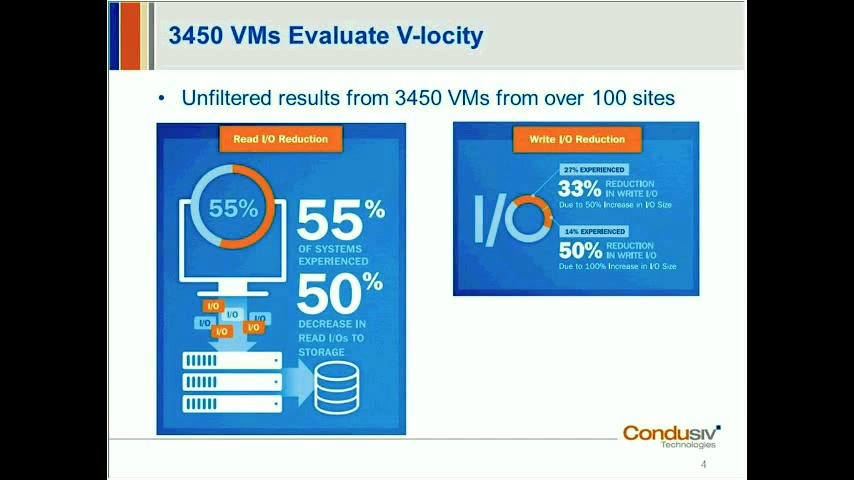 3450 VMs Evaluate V-locity
• Unfiltered results from 3450 VMs from over 100 sites
Read I/O Reduction
55%
55%
OF SYSTEMS
EXPERIENCED
50%
DECREASE IN
READ I/Os TO
STORAGE
I/O
I/O
I/O
I/O
I/O
I/O
Write I/O Reduction
I/O
27% EXPERIENCED
33% REDUCTION
IN WRITE I/O
Due to 50% Increase in I/O Size
14% EXPERIENCED
50% REDUCTION
IN WRITE I/O
Due to 100% Increase in I/O Size
Condusiv
Technologies
4